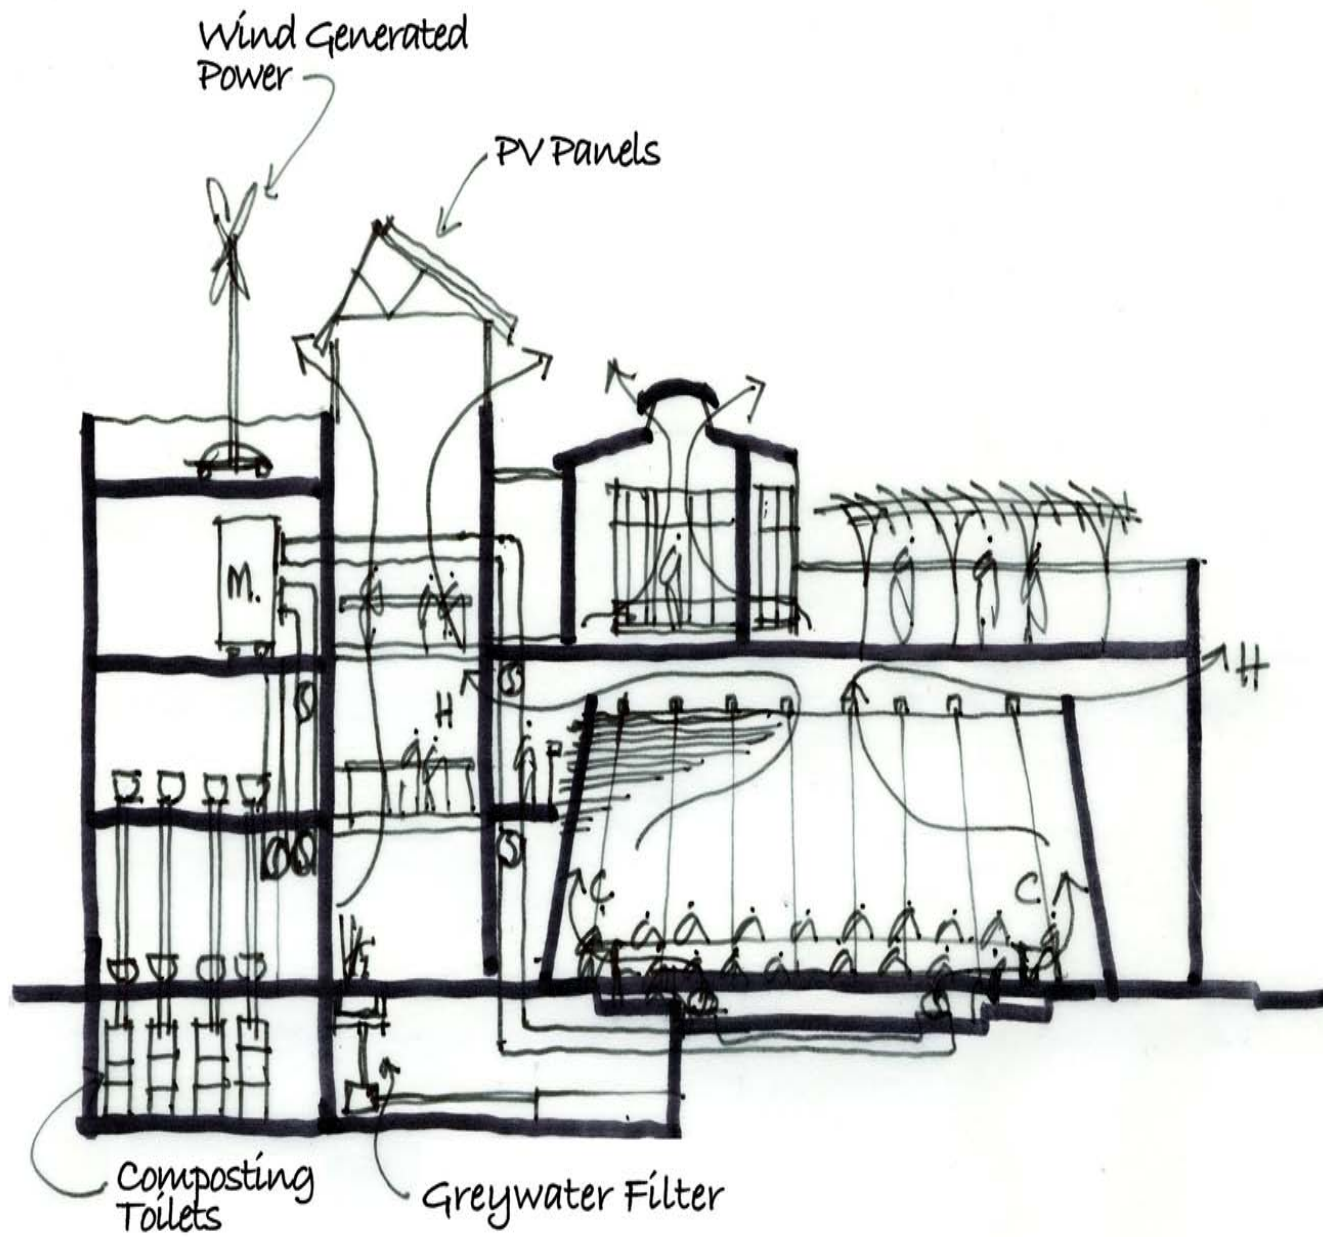 Wind Generated
Power
PV Panels
M.
S
S
H
H
S
S
C.
C.
Composting
Toilets
Greywater Filter